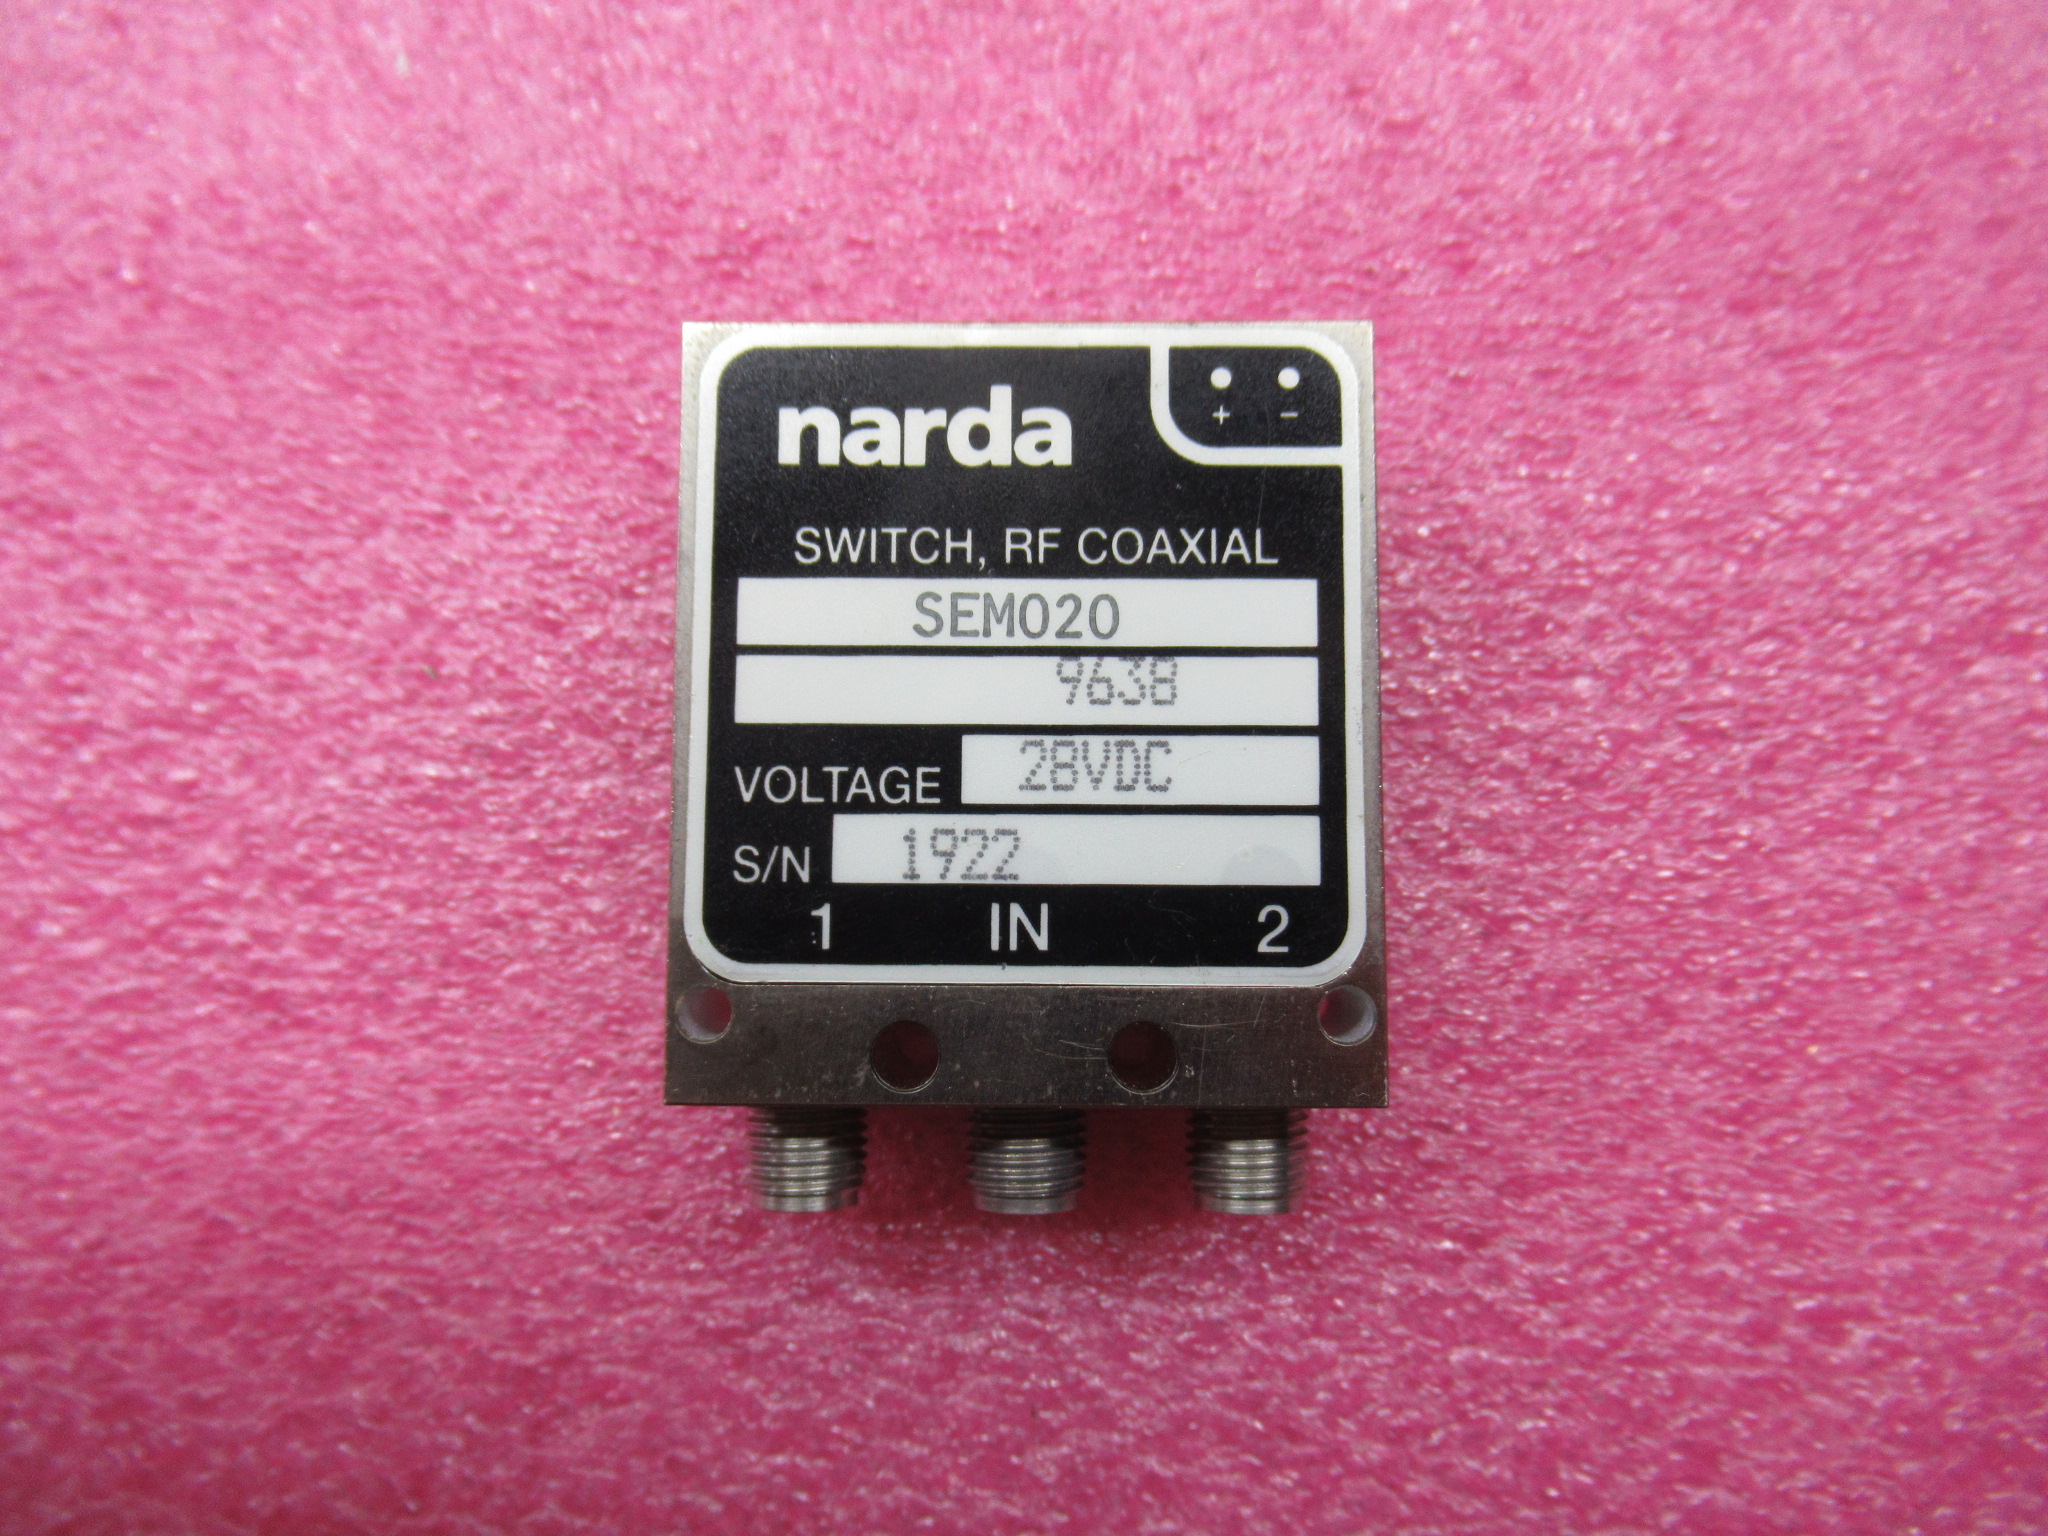 narda
+ −
SWITCH, RF COAXIAL
SEM020
9638
VOLTAGE 28VDC
S/N 1922
1 IN 2